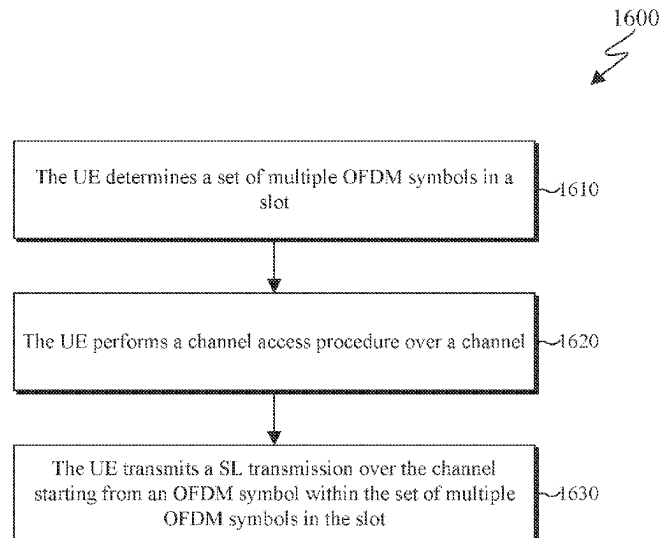 1600
The UE determines a set of multiple OFDM symbols in a
slot
1610
The UE performs a channel access procedure over a channel
1620
The UE transmits a SL transmission over the channel
starting from an OFDM symbol within the set of multiple
OFDM symbols in the slot
1630